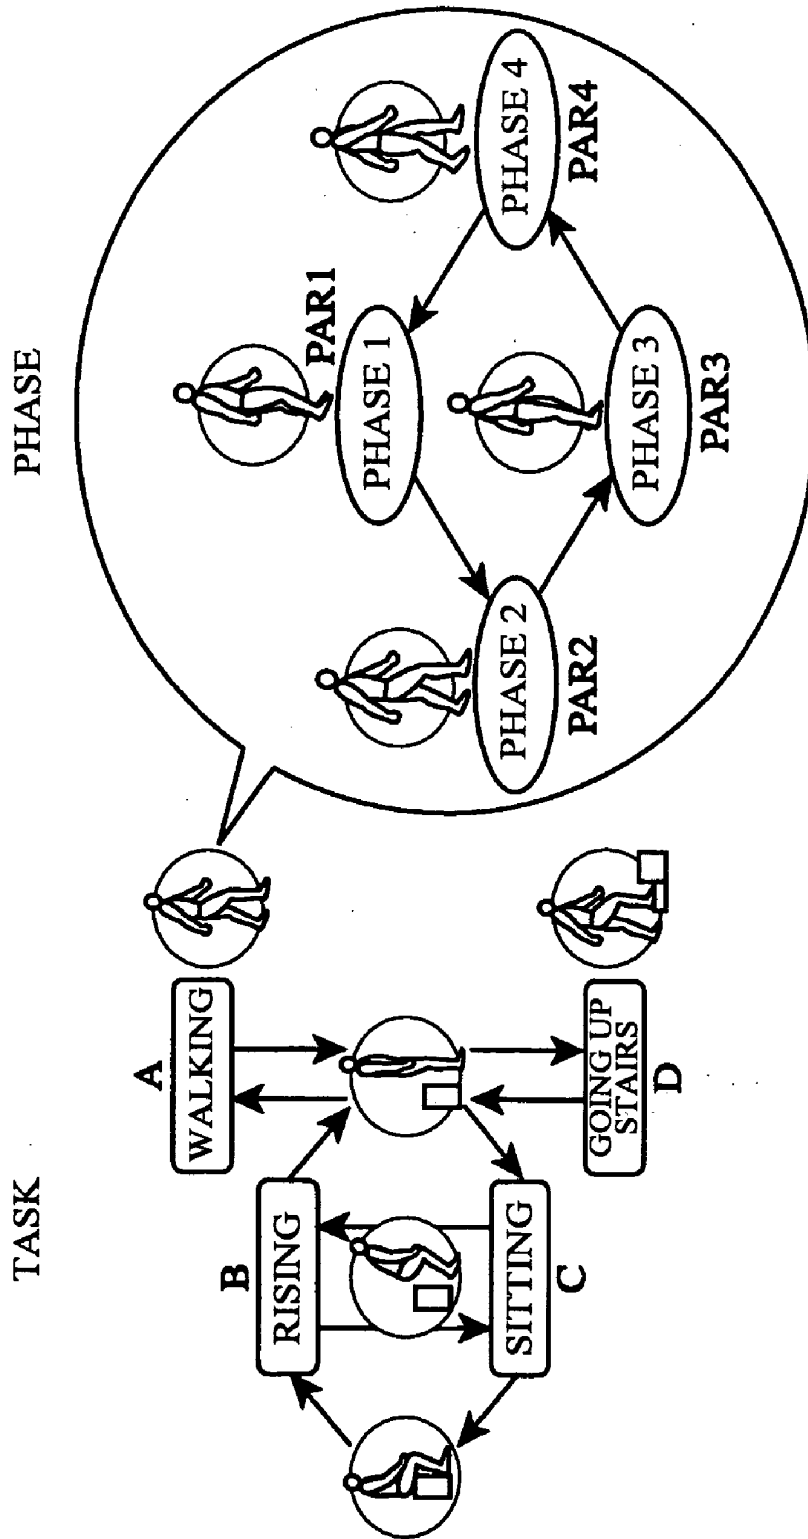 TASK
PHASE
A
WALKING
B
RISING
SITTING
C
GOING UP
STAIRS
D
PAR1
PHASE 1
PHASE 2
PAR2
PHASE 3
PAR3
PHASE 4
PAR4